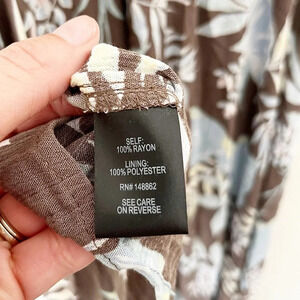 SELF:
100% RAYON
LINING:
100% POLYESTER
RN# 148862
SEE CARE
ON REVERSE